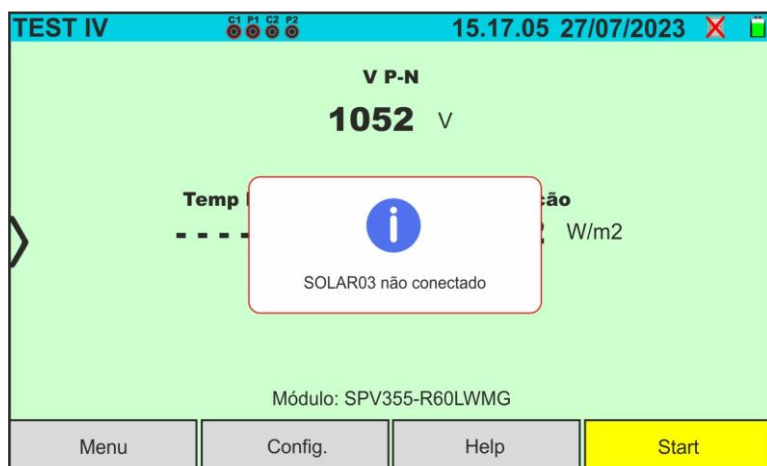 TEST IV C1 P1 C2 P2 15.17.05 27/07/2023
V P-N
1052 V
Temp
ção
- - - -
W/m2
SOLAR03 não conectado
Módulo: SPV355-R60LWMG
Menu Config. Help Start